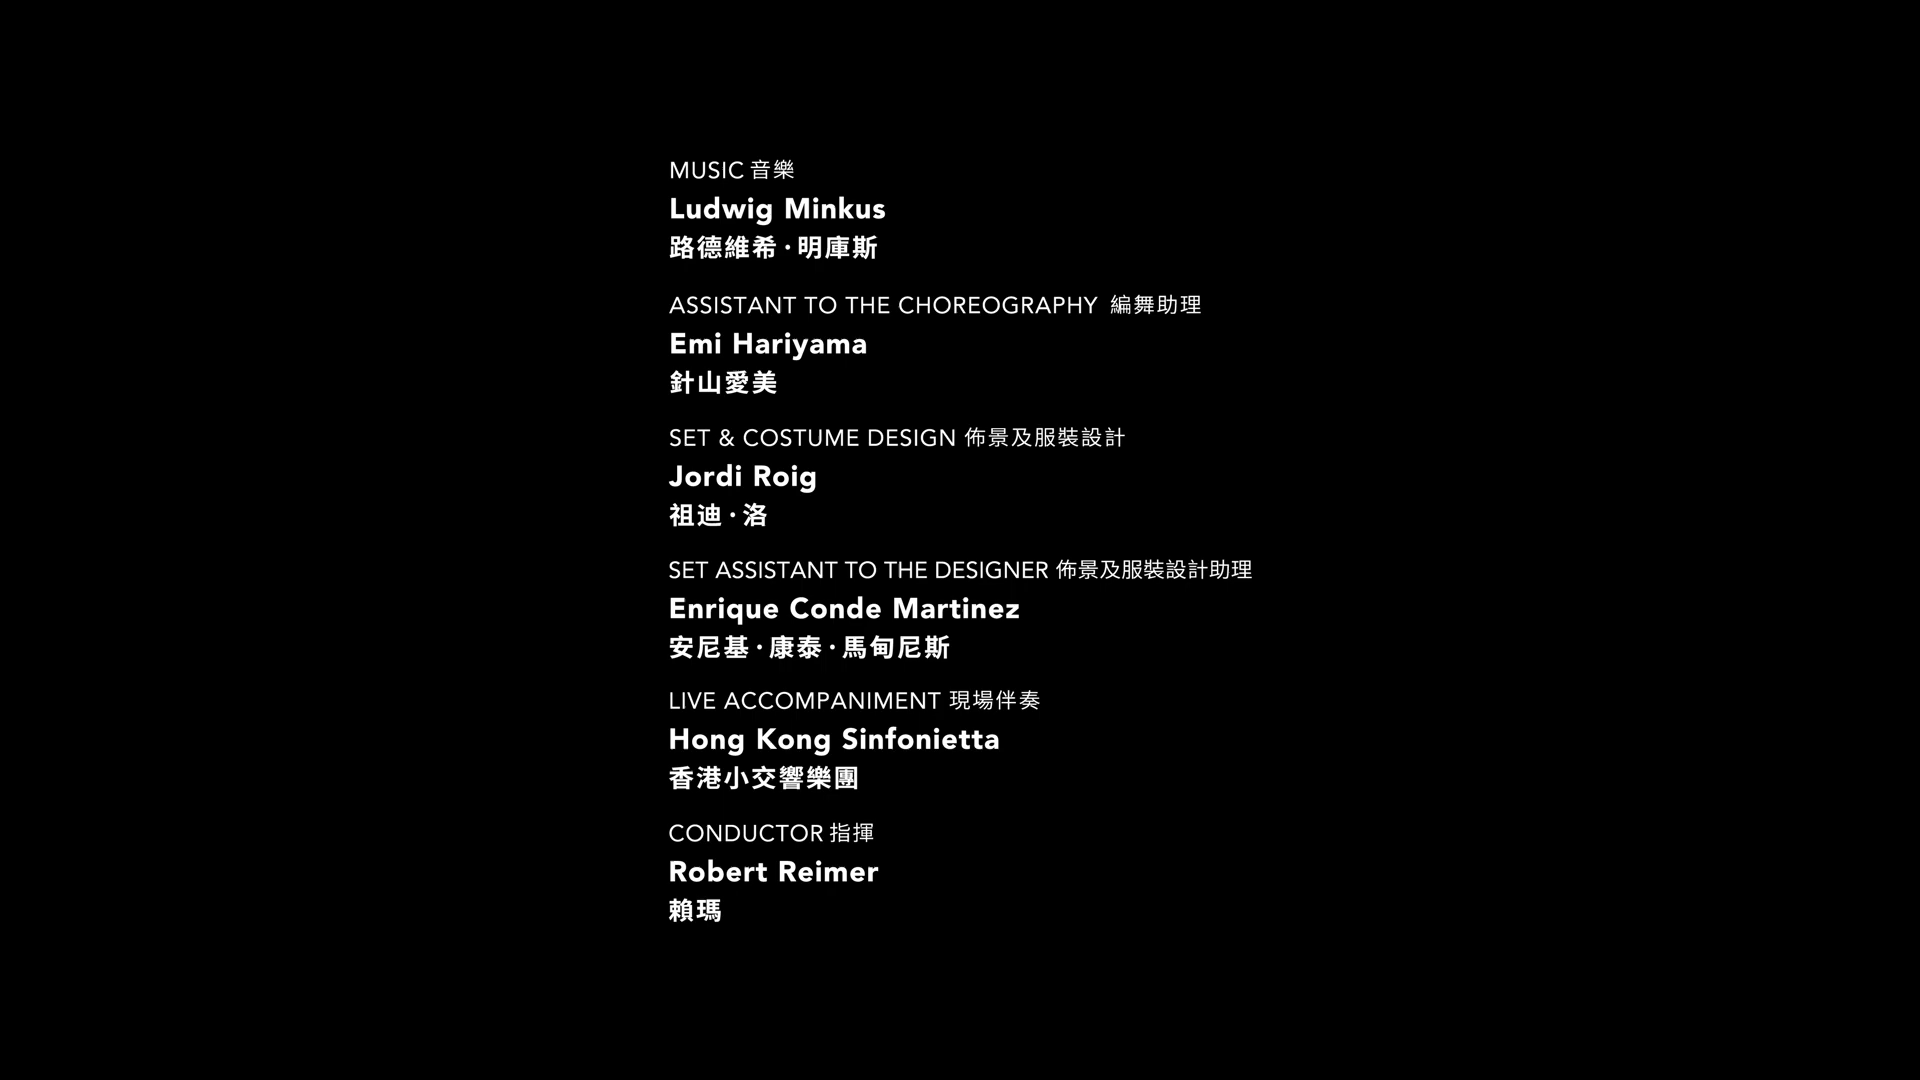 MUSIC 音樂
Ludwig Minkus
路德維希·明庫斯
ASSISTANT TO THE CHOREOGRAPHY 編舞助理
Emi Hariyama
針山愛美
SET & COSTUME DESIGN 佈景及服裝設計
Jordi Roig
祖迪·洛
SET ASSISTANT TO THE DESIGNER 佈景及服裝設計助理
Enrique Conde Martinez
安尼基·康泰·馬甸尼斯
LIVE ACCOMPANIMENT 現場伴奏
Hong Kong Sinfonietta
香港小交響樂團
CONDUCTOR 指揮
Robert Reimer
賴瑪